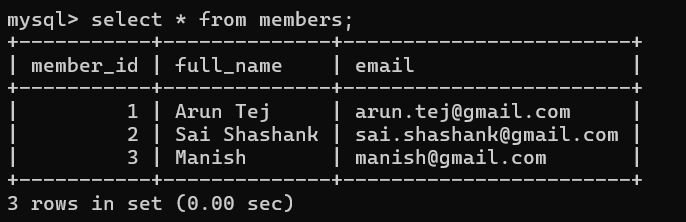 mysql> select * from members;
+-----------+--------------+------------------------+
| member_id | full_name    | email                  |
+-----------+--------------+------------------------+
|         1 | Arun Tej     | arun.tej@gmail.com     |
|         2 | Sai Shashank | sai.shashank@gmail.com |
|         3 | Manish       | manish@gmail.com       |
+-----------+--------------+------------------------+
3 rows in set (0.00 sec)